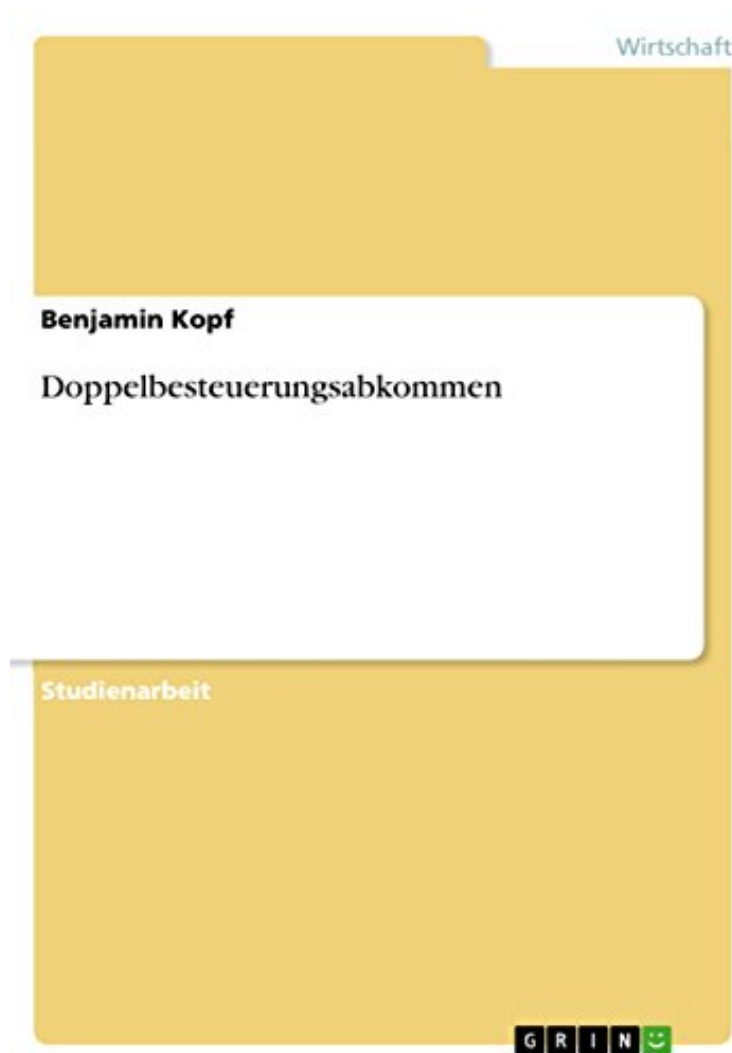 Wirtschaft
Benjamin Kopf
Doppelbesteuerungsabkommen
Studienarbeit
GRIN